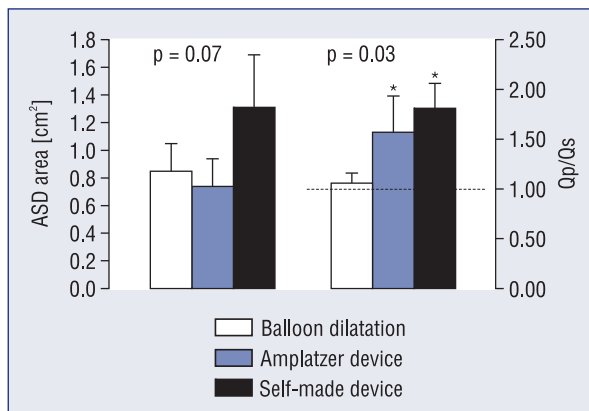 p = 0.07
p = 0.03
ASD area [cm²]
1.8
1.6
1.4
1.2
1.0
0.8
0.6
0.4
0.2
0.0
*
*
2.50
2.00
1.50
1.00
0.50
0.00
Qp/Qs
Balloon dilatation
Amplatzer device
Self-made device